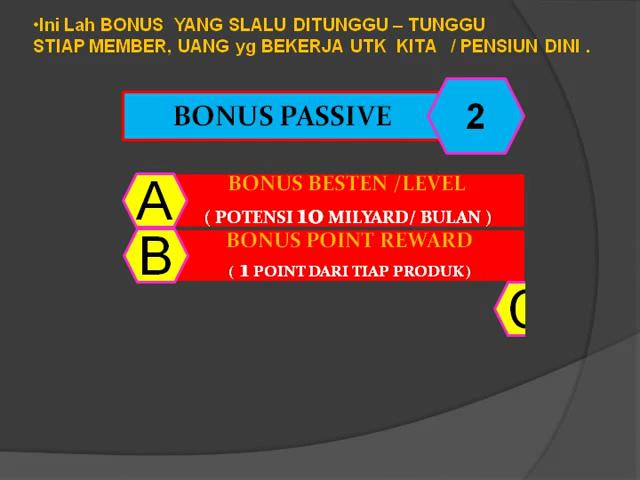 •Ini Lah BONUS YANG SLALU DITUNGGU – TUNGGU
STIAP MEMBER, UANG yg BEKERJA UTK KITA / PENSIUN DINI .
BONUS PASSIVE
2
A
BONUS BESTEN /LEVEL
( POTENSI 10 MILYARD/ BULAN )
B
BONUS POINT REWARD
( 1 POINT DARI TIAP PRODUK)